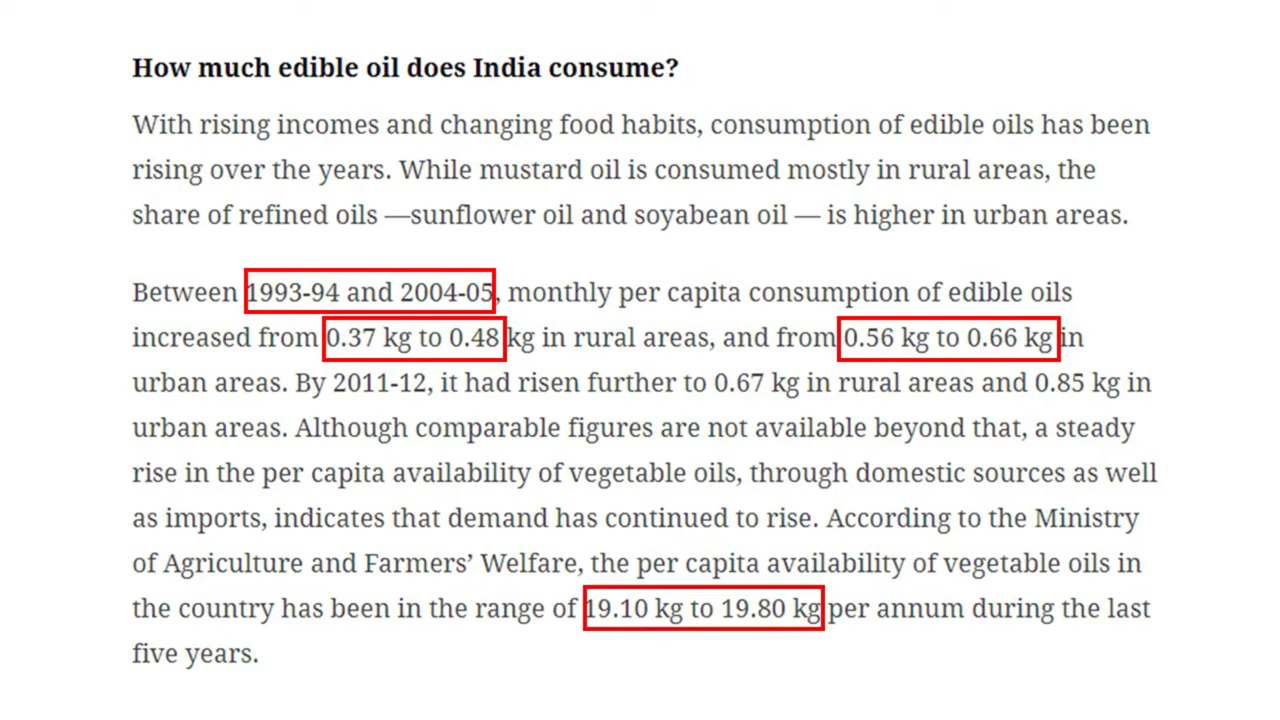 How much edible oil does India consume?
With rising incomes and changing food habits, consumption of edible oils has been
rising over the years. While mustard oil is consumed mostly in rural areas, the
share of refined oils —sunflower oil and soyabean oil — is higher in urban areas.
Between 1993-94 and 2004-05, monthly per capita consumption of edible oils
increased from 0.37 kg to 0.48 kg in rural areas, and from 0.56 kg to 0.66 kg in
urban areas. By 2011-12, it had risen further to 0.67 kg in rural areas and 0.85 kg in
urban areas. Although comparable figures are not available beyond that, a steady
rise in the per capita availability of vegetable oils, through domestic sources as well
as imports, indicates that demand has continued to rise. According to the Ministry
of Agriculture and Farmers’ Welfare, the per capita availability of vegetable oils in
the country has been in the range of 19.10 kg to 19.80 kg per annum during the last
five years.